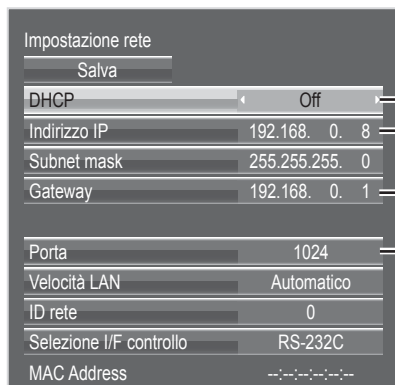 Impostazione rete
Salva
DHCP Off
Indirizzo IP 192.168. 0. 8
Subnet mask 255.255.255. 0
Gateway 192.168. 0. 1
Porta 1024
Velocità LAN Automatico
ID rete 0
Selezione I/F controllo RS-232C
MAC Address --:--:--:--:--:--